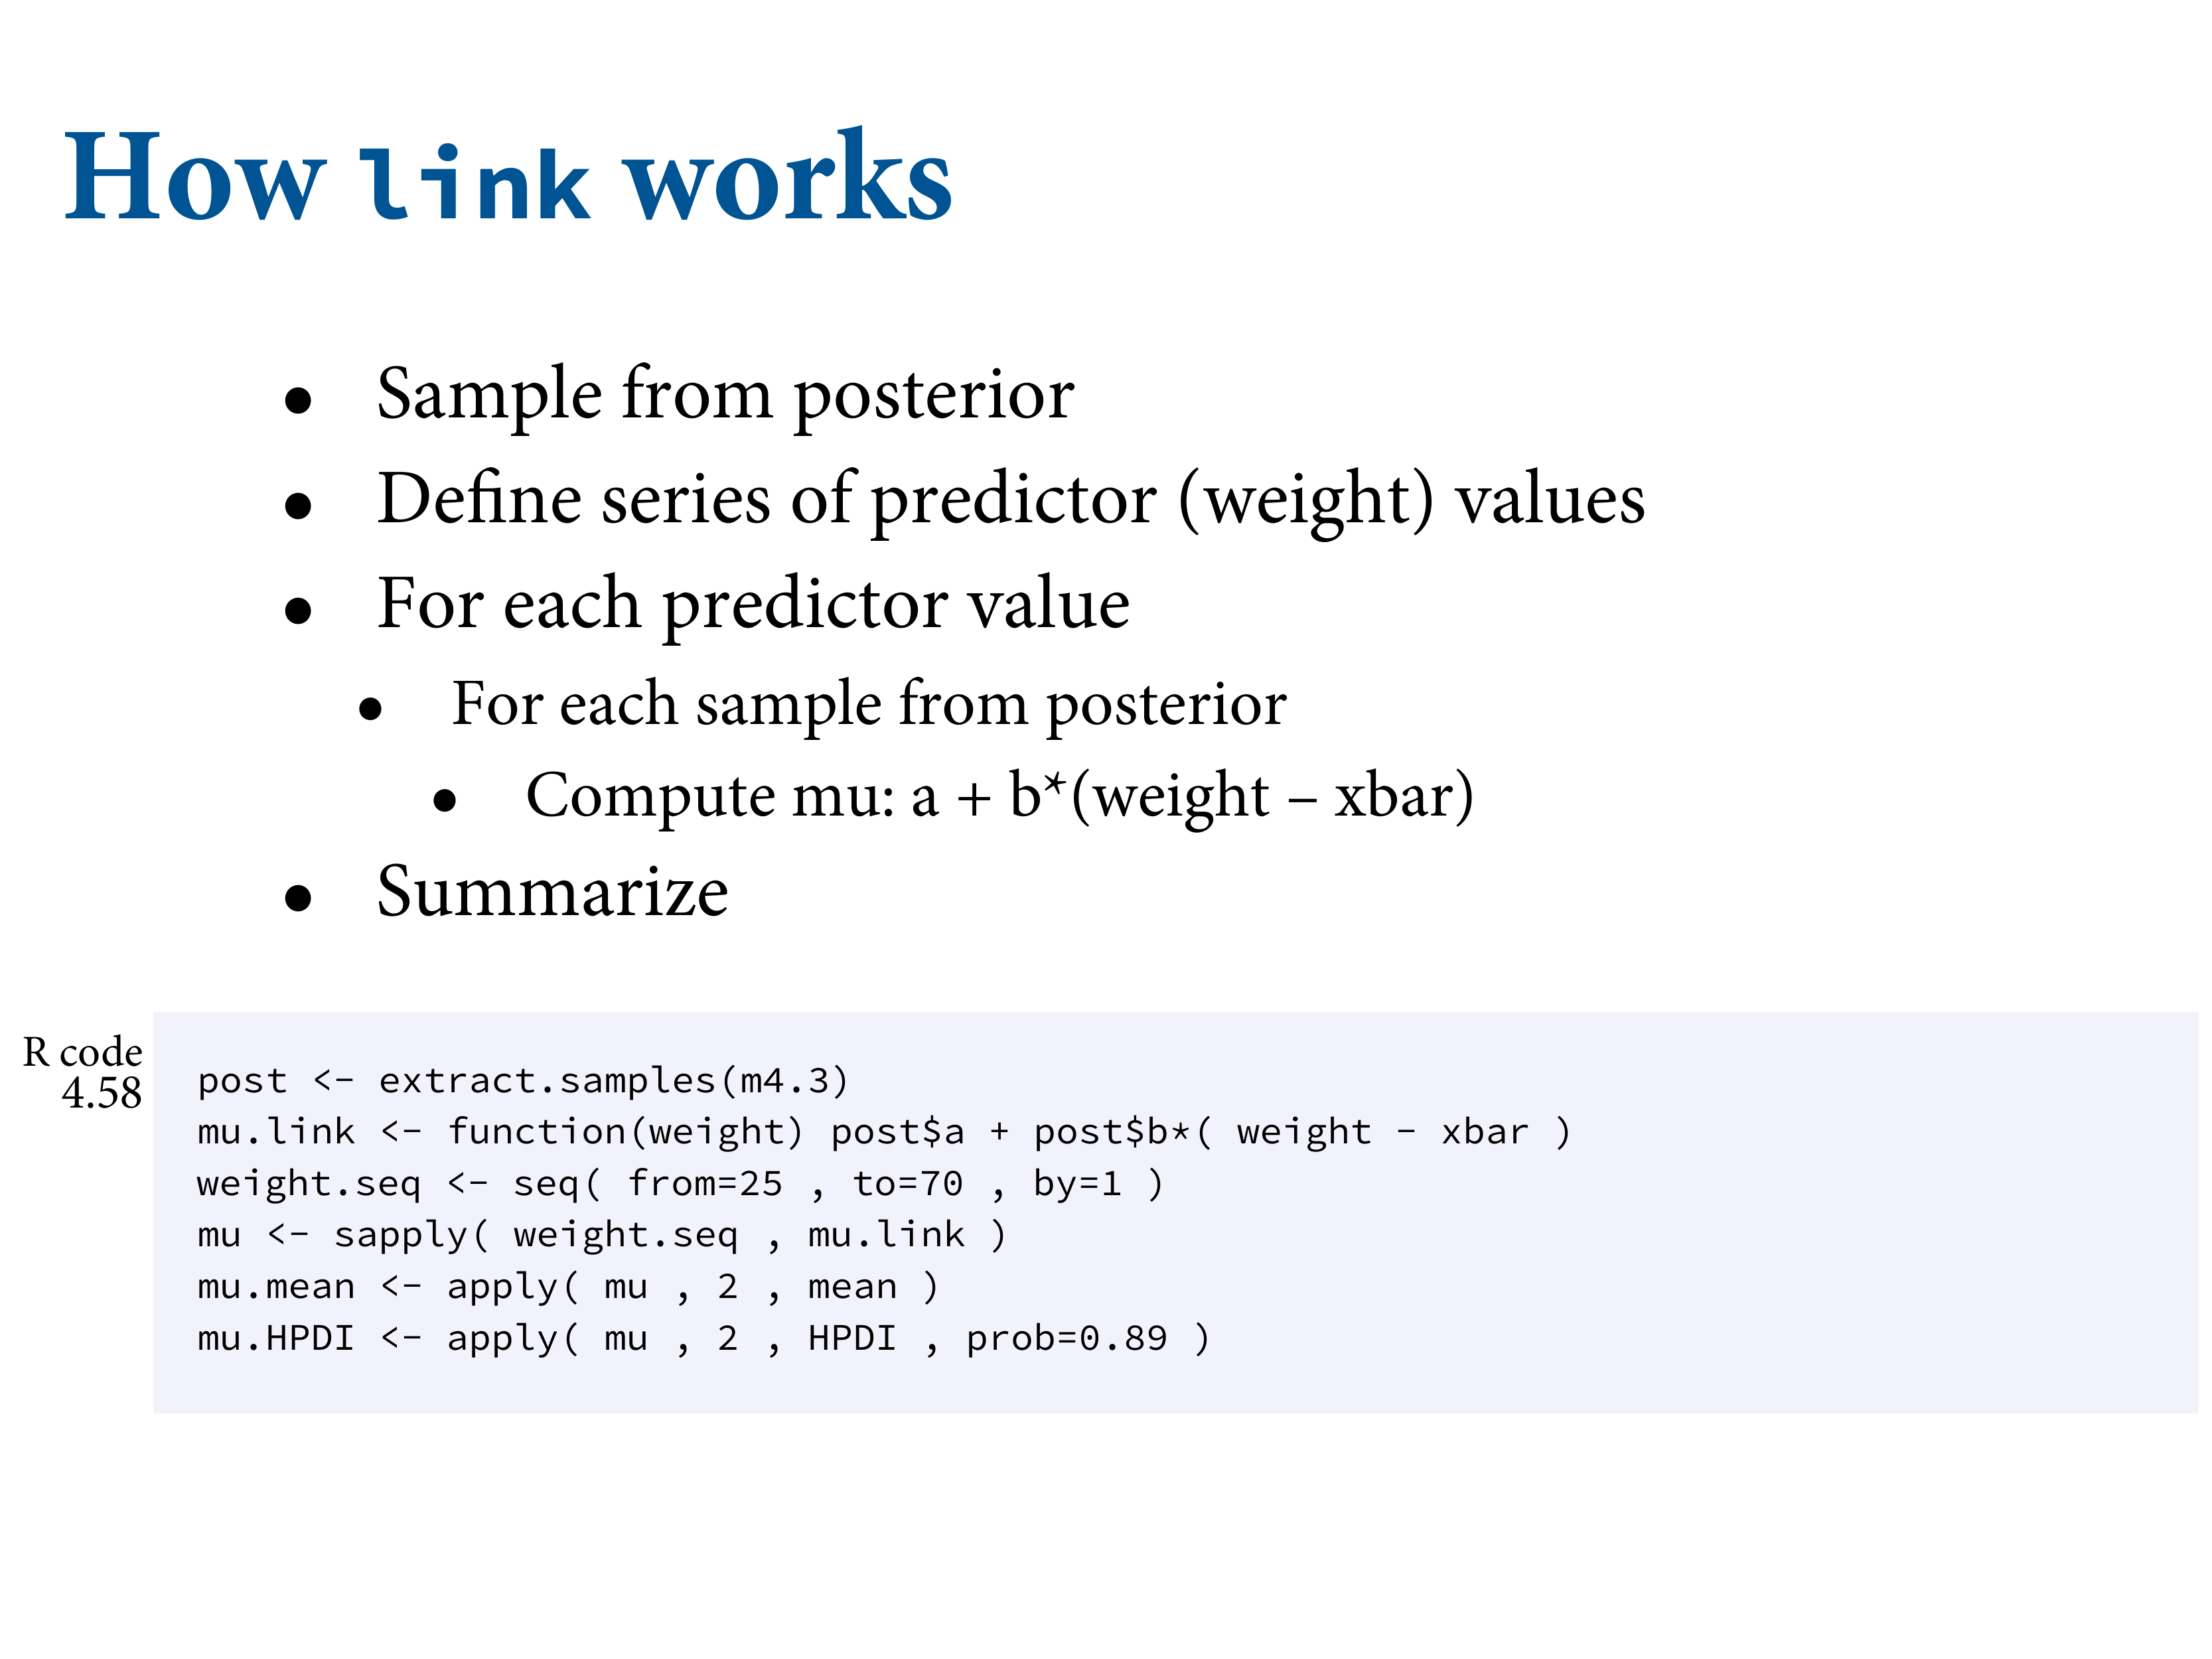 How link works
• Sample from posterior
• Define series of predictor (weight) values
• For each predictor value
• For each sample from posterior
• Compute mu: a + b*(weight – xbar)
• Summarize
R code
4.58
post <- extract.samples(m4.3)
mu.link <- function(weight) post$a + post$b*( weight - xbar )
weight.seq <- seq( from=25 , to=70 , by=1 )
mu <- sapply( weight.seq , mu.link )
mu.mean <- apply( mu , 2 , mean )
mu.HPDI <- apply( mu , 2 , HPDI , prob=0.89 )